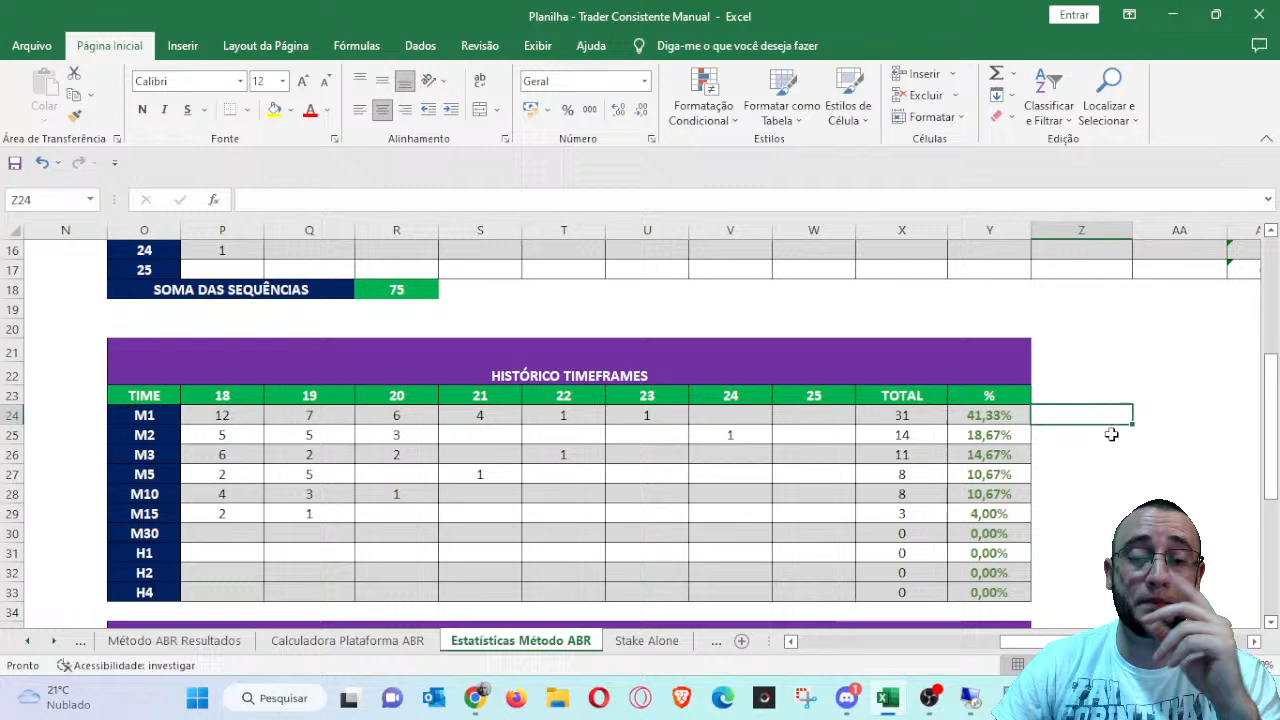 Planilha - Trader Consistente Manual - Excel
Entrar
Arquivo Página Inicial Inserir Layout da Página Fórmulas Dados Revisão Exibir Ajuda Diga-me o que você deseja fazer
Colar
Calibri 12
N I S
Geral
% 000
Formatação Condicional
Formatar como Tabela
Estilos de Célula
Inserir
Excluir
Formatar
Classificar e Filtrar
Localizar e Selecionar
Área de Transferência Fonte Alinhamento Número Estilos Células Edição
Z24 fx
N O P Q R S T U V W X Y Z AA
16 24 1
17 25
18 SOMA DAS SEQUÊNCIAS 75
19
20
21
22 HISTÓRICO TIMEFRAMES
23 TIME 18 19 20 21 22 23 24 25 TOTAL %
24 M1 12 7 6 4 1 1 31 41,33%
25 M2 5 5 3 1 14 18,67%
26 M3 6 2 2 1 11 14,67%
27 M5 2 5 1 8 10,67%
28 M10 4 3 1 8 10,67%
29 M15 2 1 3 4,00%
30 M30 0 0,00%
31 H1 0 0,00%
32 H2 0 0,00%
33 H4 0 0,00%
34
... Método ABR Resultados Calculadora Plataforma ABR Estatísticas Método ABR Stake Alone ...
Pronto Acessibilidade: investigar
21°C
Nublado
Pesquisar
1